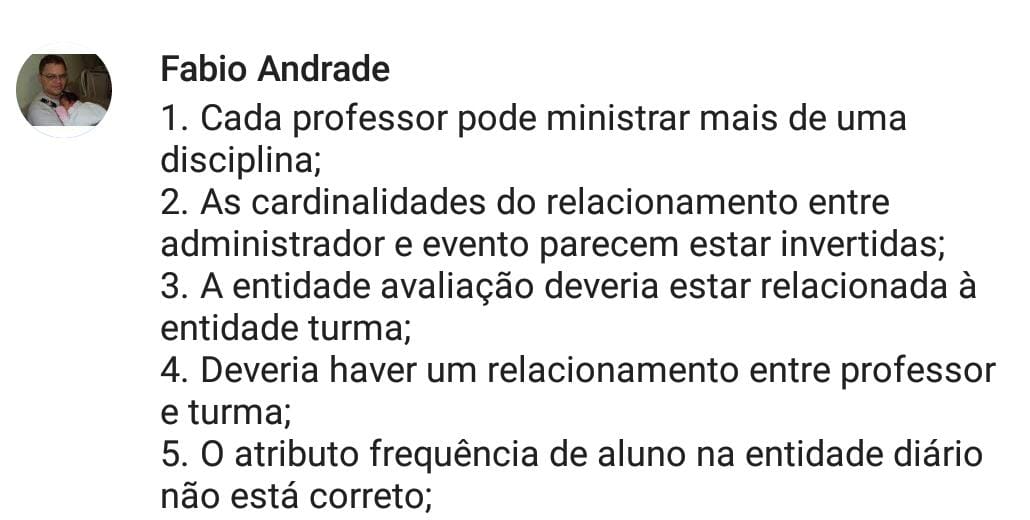 Fabio Andrade
1. Cada professor pode ministrar mais de uma
disciplina;
2. As cardinalidades do relacionamento entre
administrador e evento parecem estar invertidas;
3. A entidade avaliação deveria estar relacionada à
entidade turma;
4. Deveria haver um relacionamento entre professor
e turma;
5. O atributo frequência de aluno na entidade diário
não está correto;